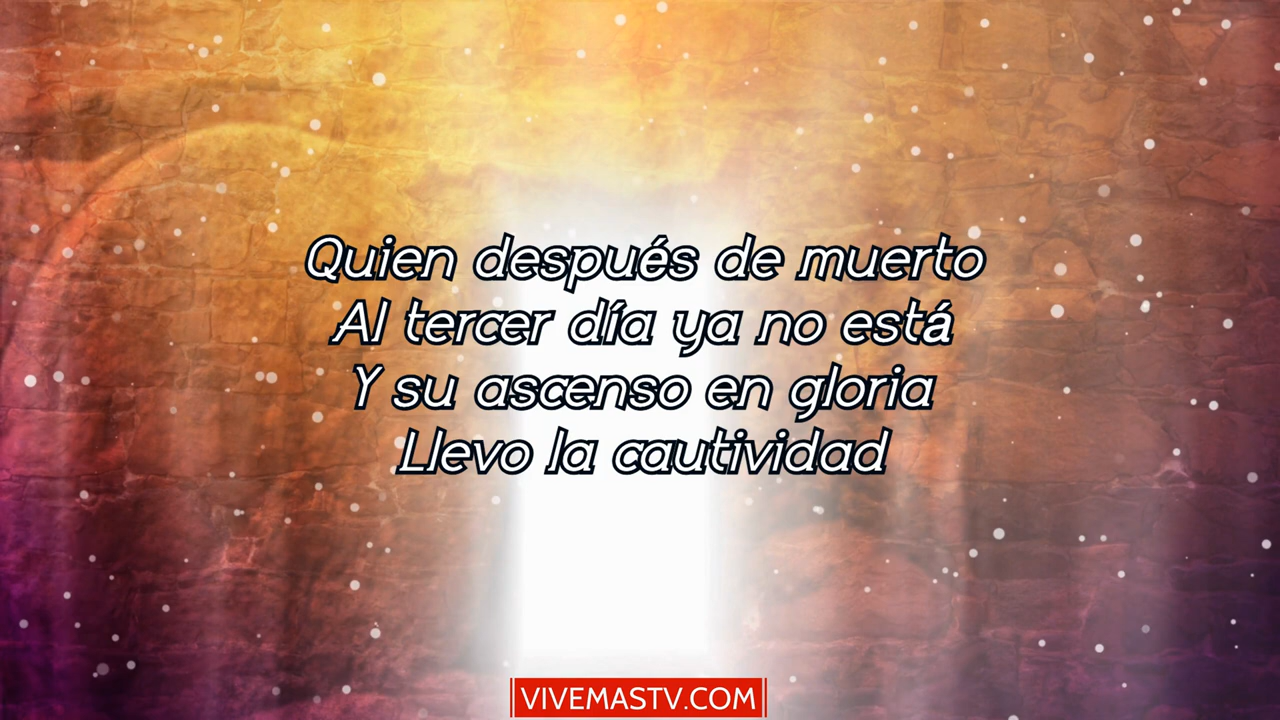 Quien después de muerto
Al tercer día ya no está
Y su ascenso en gloria
Llevo la cautividad
VIVEMASTV.COM